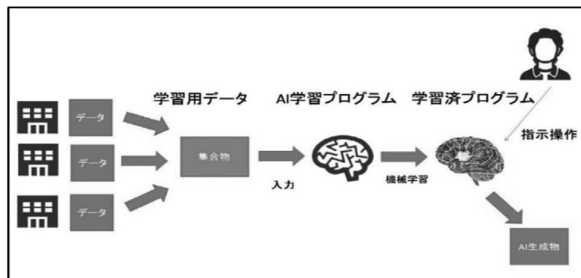 学習用データ
AI学習プログラム
学習済プログラム
データ
データ
データ
集合物
入力
機械学習
指示操作
AI生成物